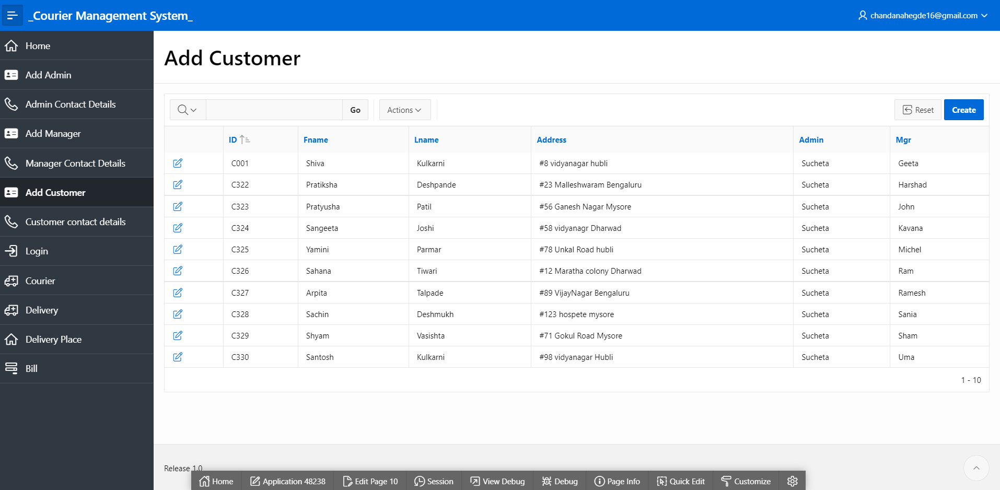 _Courier Management System_
chandanahegde16@gmail.com
Home
Add Admin
Admin Contact Details
Add Manager
Manager Contact Details
Add Customer
Customer contact details
Login
Courier
Delivery
Delivery Place
Bill
Add Customer
Go Actions Reset Create
ID Fname Lname Address Admin Mgr
C001 Shiva Kulkarni #8 vidyanagar hubli Sucheta Geeta
C322 Pratiksha Deshpande #23 Malleshwaram Bengaluru Sucheta Harshad
C323 Pratyusha Patil #56 Ganesh Nagar Mysore Sucheta John
C324 Sangeeta Joshi #58 vidyanagr Dharwad Sucheta Kavana
C325 Yamini Parmar #78 Unkal Road hubli Sucheta Michel
C326 Sahana Tiwari #12 Maratha colony Dharwad Sucheta Ram
C327 Arpita Talpade #89 VijayNagar Bengaluru Sucheta Ramesh
C328 Sachin Deshmukh #123 hospete mysore Sucheta Sania
C329 Shyam Vasishta #71 Gokul Road Mysore Sucheta Sham
C330 Santosh Kulkarni #98 vidyanagar Hubli Sucheta Uma
1 - 10
Release 1.0
Home Application 48238 Edit Page 10 Session View Debug Debug Page Info Quick Edit Customize